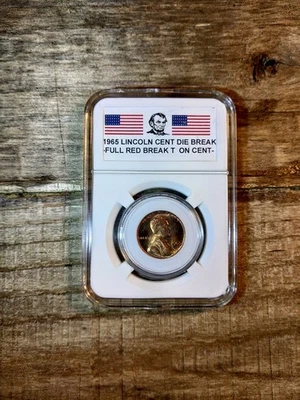 1965 LINCOLN CENT DIE BREAK
-FULL RED BREAK T ON CENT-